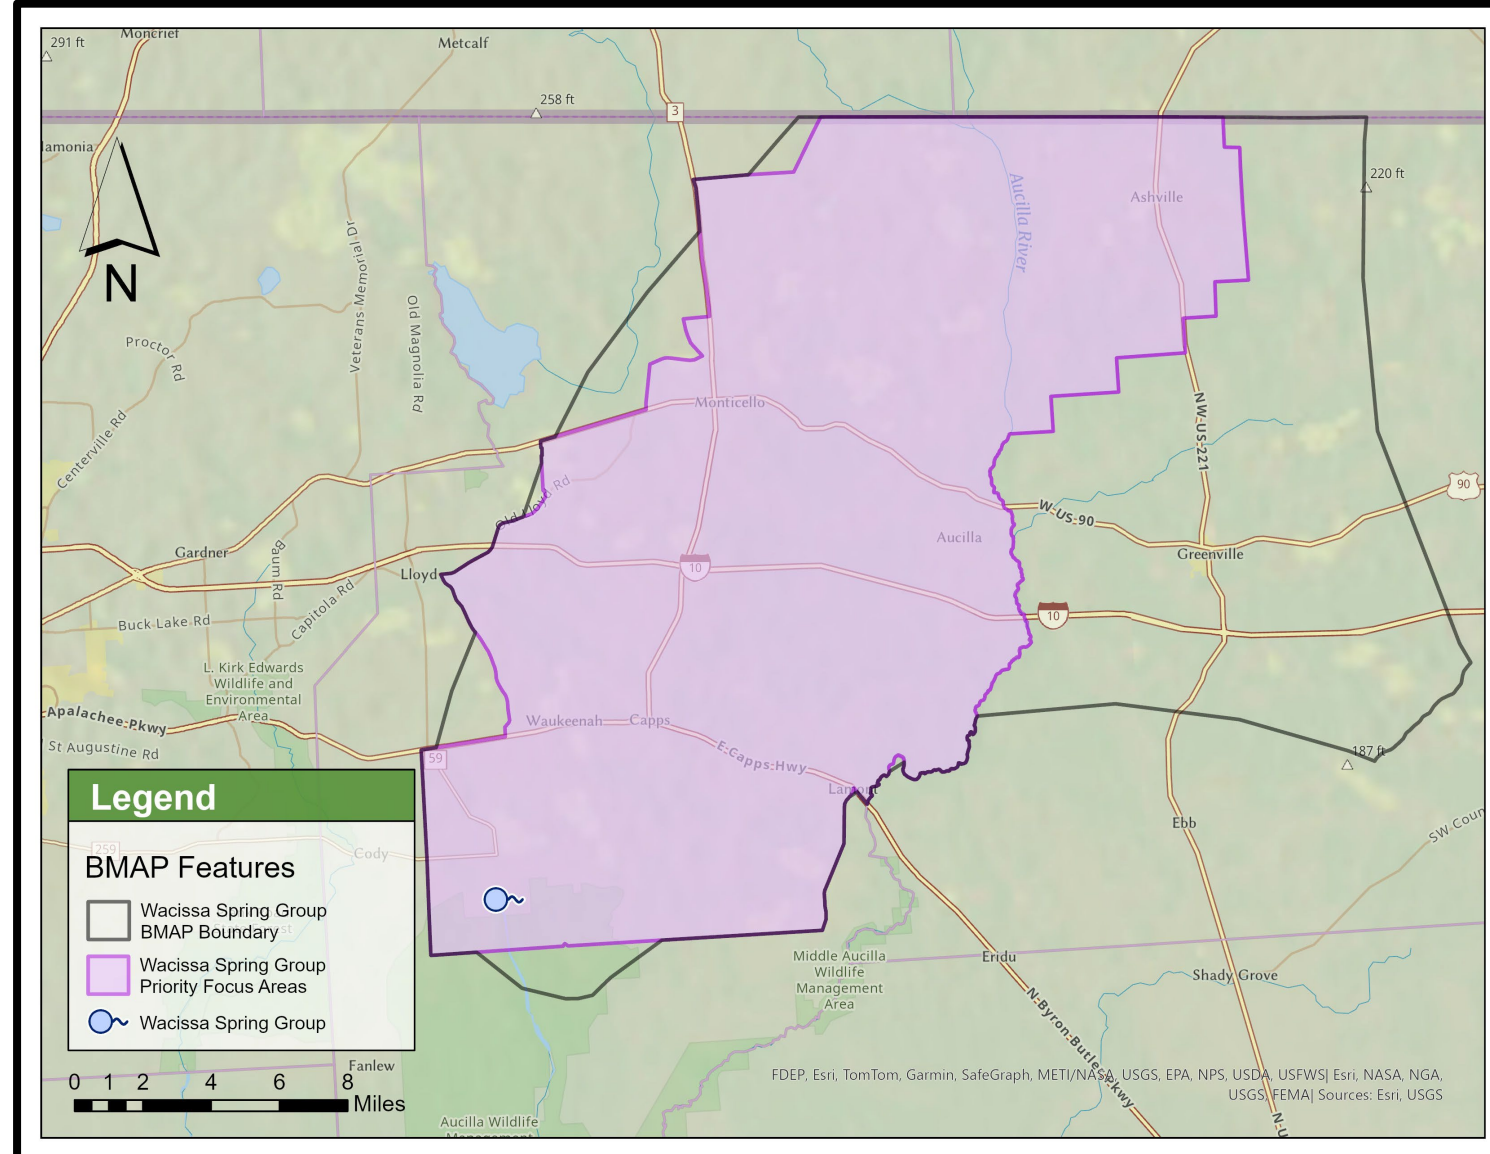 Moncrief
Metcalf
291 ft
258 ft
3
220 ft
Ashville
Aucilla River
N
Veterans Memorial Dr
Old Magnolia Rd
Proctor Rd
Centerville Rd
Monticello
NW-US-221
90
Old Lloyd Rd
W-US-90
Aucilla
Greenville
Gardner
Baum Rd
Lloyd
10
10
Capitola Rd
Buck Lake Rd
L. Kirk Edwards
Wildlife and
Environmental
Area
Apalachee Pkwy
St Augustine Rd
Waukeenah
Capps
E-Capps-Hwy
59
187 ft
Lamont
Ebb
Legend
259
Cody
BMAP Features
Wacissa Spring Group
BMAP Boundary
Wacissa Spring Group
Priority Focus Areas
Wacissa Spring Group
Middle Aucilla
Wildlife
Management
Area
Eridu
Shady Grove
N-Byron-Butler-Pkwy
Fanlew
0 1 2 4 6 8
Miles
Aucilla Wildlife
FDEP, Esri, TomTom, Garmin, SafeGraph, METI/NASA, USGS, EPA, NPS, USDA, USFWS| Esri, NASA, NGA,
USGS, FEMA| Sources: Esri, USGS